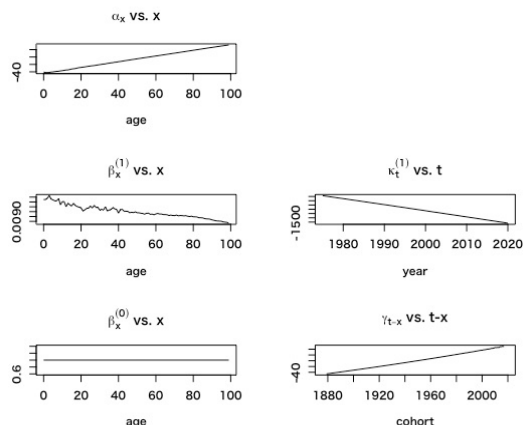 αx vs. x
-40
0 20 40 60 80 100
age
βx(1) vs. x
κt(1) vs. t
0.0090
-1500
0 20 40 60 80 100
1980 1990 2000 2010 2020
age
year
βx(0) vs. x
γt-x vs. t-x
0.6
-40
0 20 40 60 80 100
1880 1920 1960 2000
age
cohort